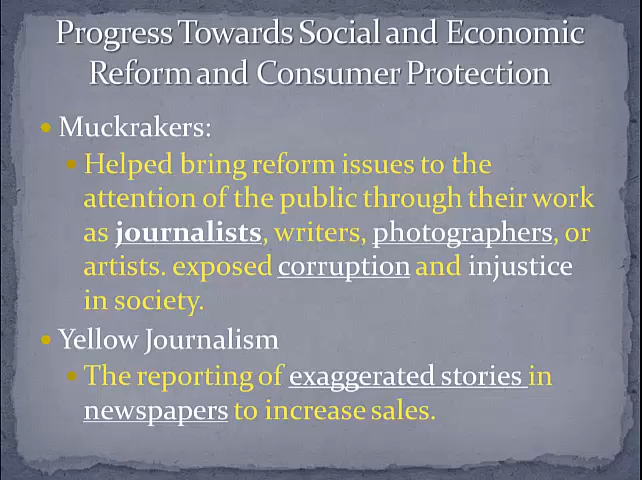 Progress Towards Social and Economic
Reform and Consumer Protection
• Muckrakers:
• Helped bring reform issues to the
attention of the public through their work
as journalists, writers, photographers, or
artists. exposed corruption and injustice
in society.
• Yellow Journalism
• The reporting of exaggerated stories in
newspapers to increase sales.